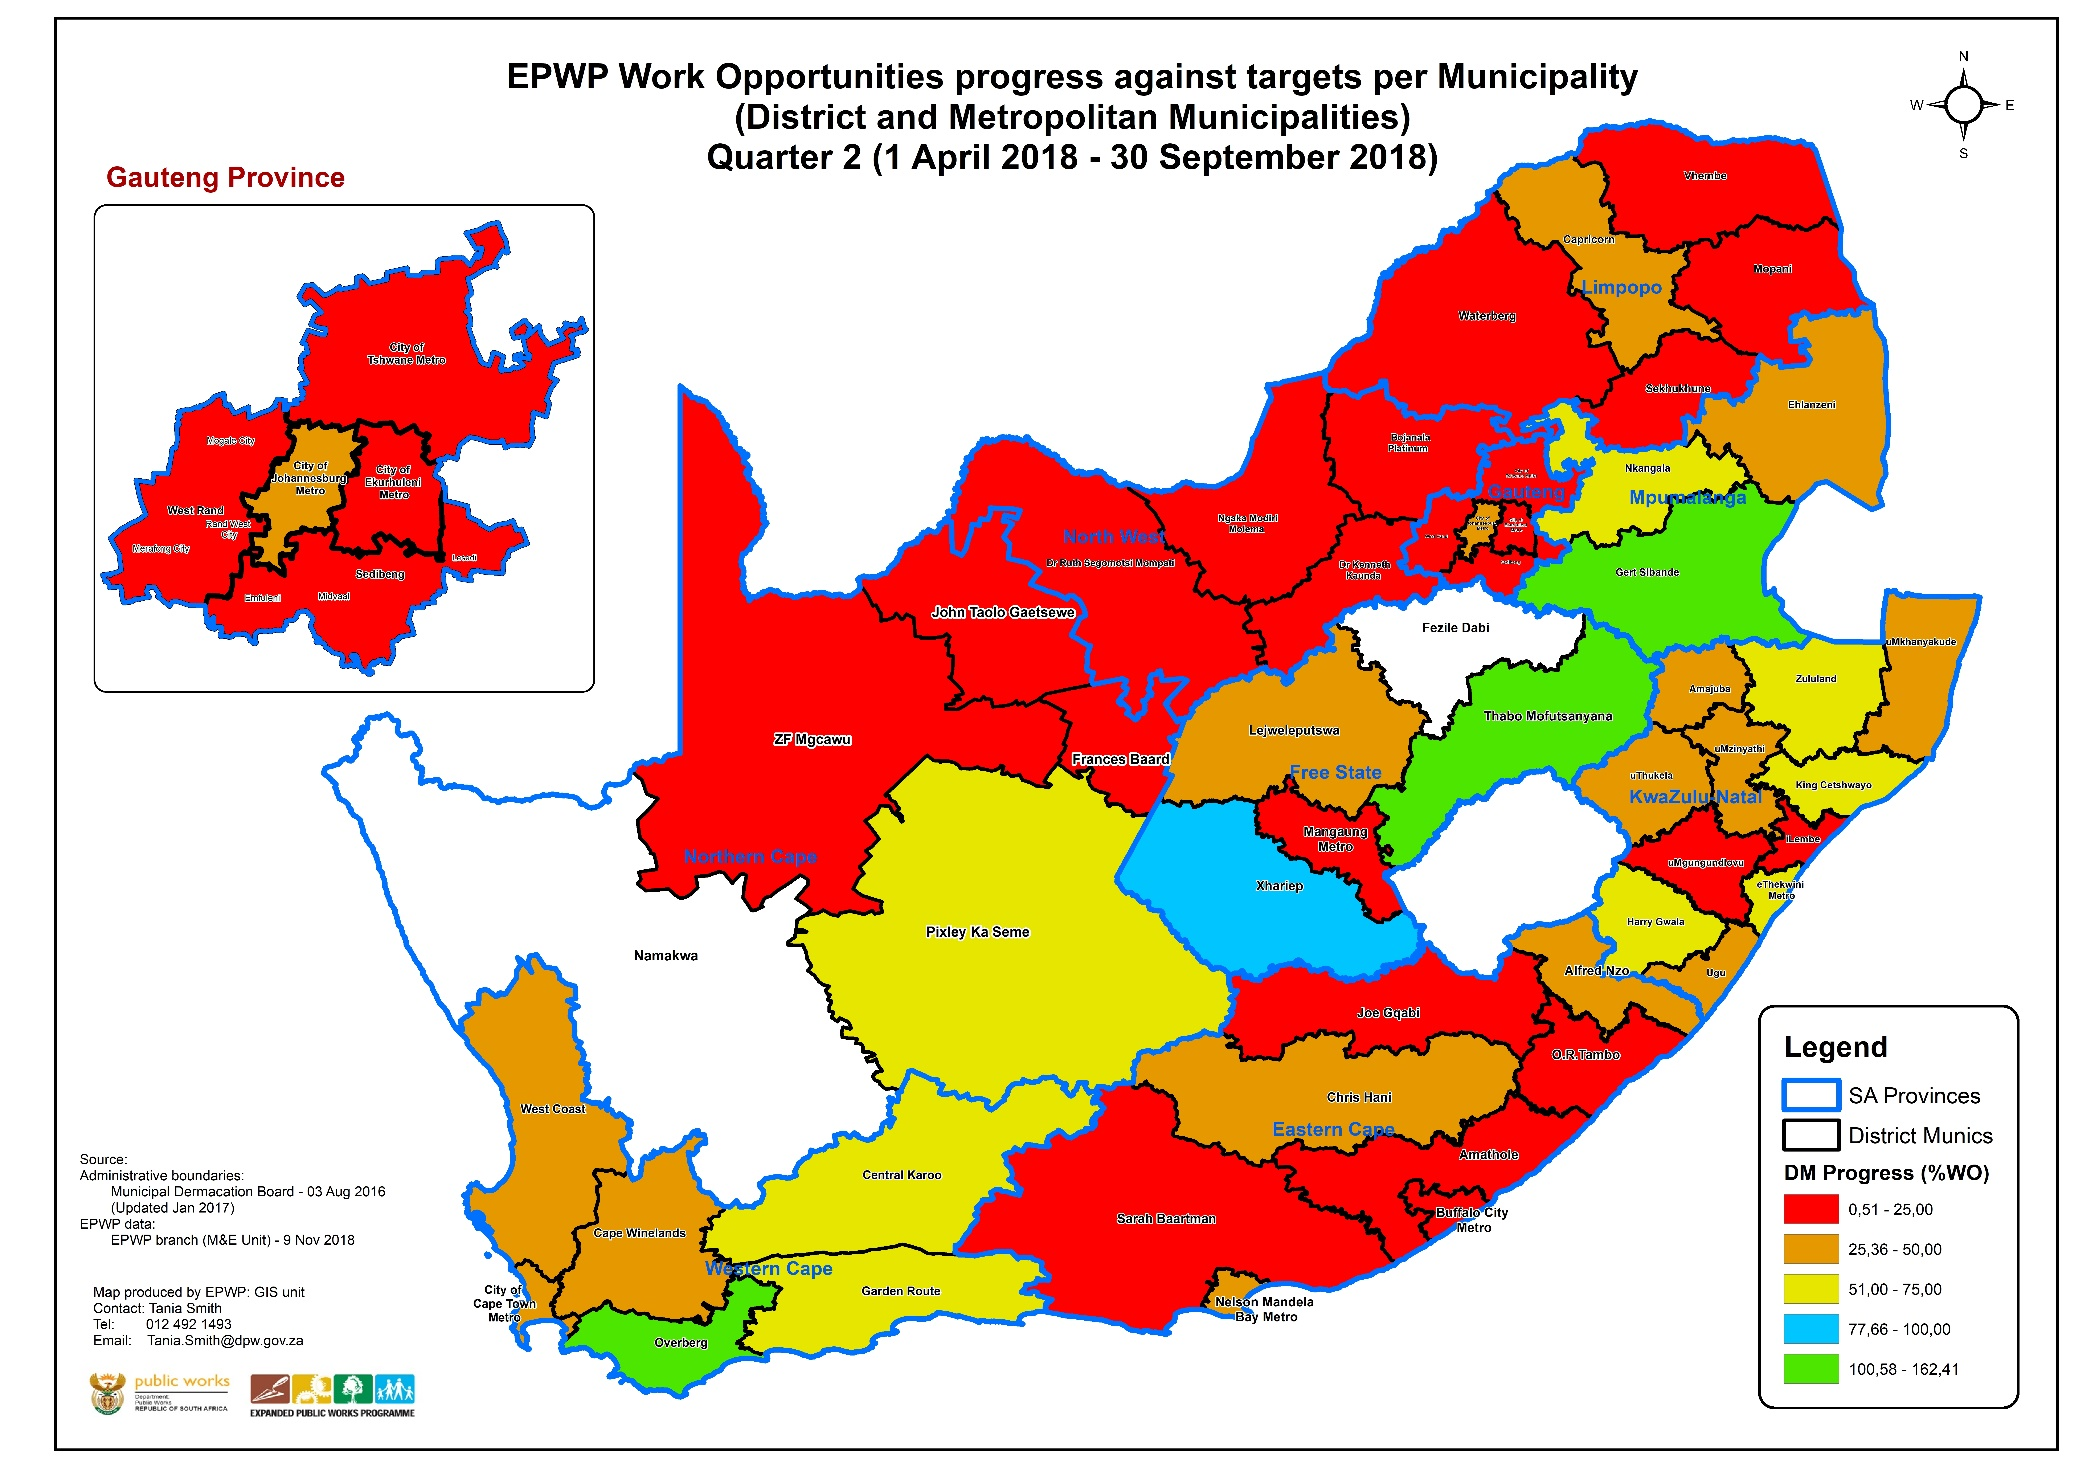 EPWP Work Opportunities progress against targets per Municipality
(District and Metropolitan Municipalities)
Quarter 2 (1 April 2018 - 30 September 2018)
N
W
E
S
Gauteng Province
City of
Tshwane Metro
Mogale City
City of
Johannesburg
Metro
City of
Ekurhuleni
Metro
West Rand
Rand West
City
Merafong City
Lesedi
Sedibeng
Emfuleni
Midvaal
Vhembe
Capricorn
Mopani
Limpopo
Waterberg
Sekhukhune
Ehlanzeni
Bojanala
Platinum
Nkangala
Gauteng
Mpumalanga
Ngaka Modiri
Molema
North West
Dr Ruth Segomotsi Mompati
Dr Kenneth
Kaunda
Gert Sibande
John Taolo Gaetsewe
Fezile Dabi
uMkhanyakude
Zululand
Amajuba
Thabo Mofutsanyana
Lejweleputswa
ZF Mgcawu
uMzinyathi
Frances Baard
Free State
uThukela
King Cetshwayo
KwaZulu-Natal
Mangaung
Metro
iLembe
Northern Cape
uMgungundlovu
Xhariep
eThekwini
Metro
Harry Gwala
Pixley Ka Seme
Namakwa
Alfred Nzo
Ugu
Joe Gqabi
O.R.Tambo
Chris Hani
West Coast
Eastern Cape
Amathole
Central Karoo
Buffalo City
Metro
Sarah Baartman
Cape Winelands
Western Cape
Garden Route
City of
Cape Town
Metro
Nelson Mandela
Bay Metro
Overberg
Legend
SA Provinces
District Munics
DM Progress (%WO)
0,51 - 25,00
25,36 - 50,00
51,00 - 75,00
77,66 - 100,00
100,58 - 162,41
Source:
Administrative boundaries:
Municipal Dermacation Board - 03 Aug 2016
(Updated Jan 2017)
EPWP data:
EPWP branch (M&E Unit) - 9 Nov 2018
Map produced by EPWP: GIS unit
Contact: Tania Smith
Tel: 012 492 1493
Email: Tania.Smith@dpw.gov.za
public works
Department:
Public Works
REPUBLIC OF SOUTH AFRICA
EXPANDED PUBLIC WORKS PROGRAMME